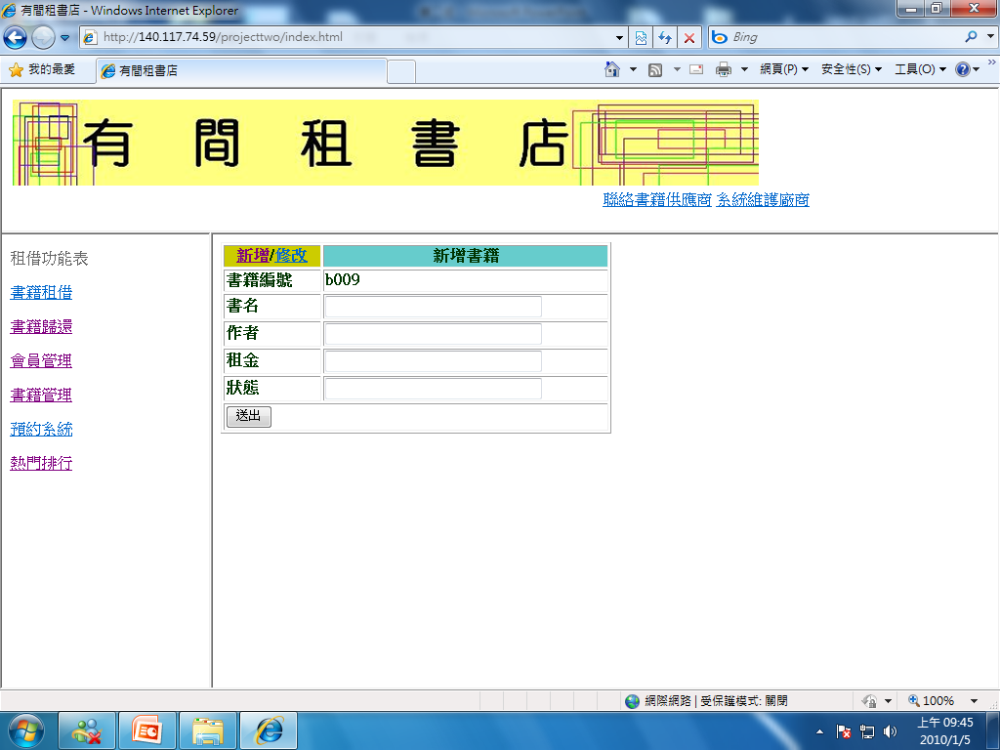 有間租書店 - Windows Internet Explorer
http://140.117.74.59/projecttwo/index.html
Bing
我的最愛
有間租書店
網頁(P)
安全性(S)
工具(O)
有間租書店
聯絡書籍供應商 系統維護廠商
租借功能表
書籍租借
書籍歸還
會員管理
書籍管理
預約系統
熱門排行
新增/修改 新增書籍
書籍編號 b009
書名
作者
租金
狀態
送出
網際網路 | 受保護模式: 關閉
100%
上午 09:45
2010/1/5